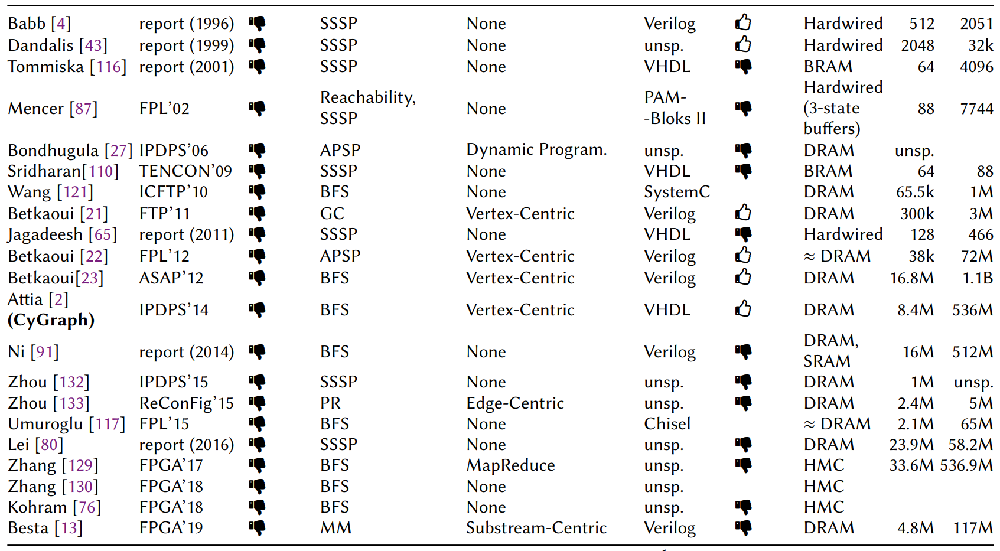 Babb [4] report (1996) 👎 SSSP None Verilog 👍 Hardwired 512 2051
Dandalis [43] report (1999) 👎 SSSP None unsp. 👍 Hardwired 2048 32k
Tommiska [116] report (2001) 👎 SSSP None VHDL 👎 BRAM 64 4096
Mencer [87] FPL'02 👎 Reachability, SSSP None PAM- -Bloks II 👎 Hardwired (3-state buffers) 88 7744
Bondhugula [27] IPDPS'06 👎 APSP Dynamic Program. unsp. 👎 DRAM unsp.
Sridharan[110] TENCON'09 👎 SSSP None VHDL 👎 BRAM 64 88
Wang [121] ICFTP'10 👎 BFS None SystemC DRAM 65.5k 1M
Betkaoui [21] FTP'11 👎 GC Vertex-Centric Verilog 👍 DRAM 300k 3M
Jagadeesh [65] report (2011) 👎 SSSP None VHDL 👎 Hardwired 128 466
Betkaoui [22] FPL'12 👎 APSP Vertex-Centric Verilog 👍 ≈ DRAM 38k 72M
Betkaoui[23] ASAP'12 👎 BFS Vertex-Centric Verilog 👍 DRAM 16.8M 1.1B
Attia [2] (CyGraph) IPDPS'14 👎 BFS Vertex-Centric VHDL 👍 DRAM 8.4M 536M
Ni [91] report (2014) 👎 BFS None Verilog 👎 DRAM, SRAM 16M 512M
Zhou [132] IPDPS'15 👎 SSSP None unsp. 👎 DRAM 1M unsp.
Zhou [133] ReConFig'15 👎 PR Edge-Centric unsp. 👎 DRAM 2.4M 5M
Umuroglu [117] FPL'15 👎 BFS None Chisel ≈ DRAM 2.1M 65M
Lei [80] report (2016) 👎 SSSP None unsp. 👎 DRAM 23.9M 58.2M
Zhang [129] FPGA'17 👎 BFS MapReduce unsp. 👎 HMC 33.6M 536.9M
Zhang [130] FPGA'18 👎 BFS None unsp. HMC
Kohram [76] FPGA'18 👎 BFS None unsp. 👎 HMC
Besta [13] FPGA'19 👎 MM Substream-Centric Verilog 👎 DRAM 4.8M 117M